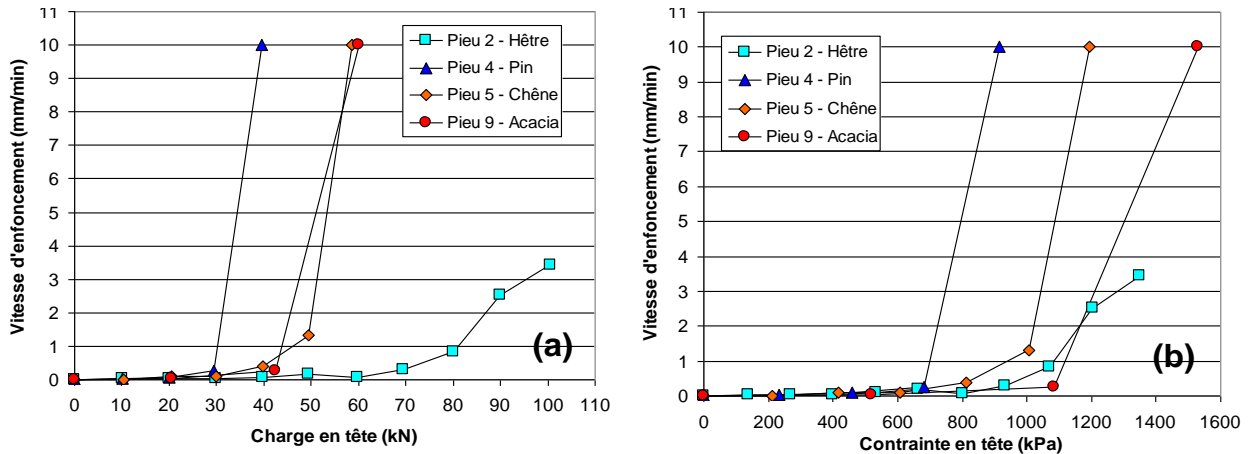 11
10
9
8
7
6
5
4
3
2
1
0
Vitesse d'enfoncement (mm/min)
Pieu 2 - Hêtre
Pieu 4 - Pin
Pieu 5 - Chêne
Pieu 9 - Acacia
(a)
0 10 20 30 40 50 60 70 80 90 100 110
Charge en tête (kN)
11
10
9
8
7
6
5
4
3
2
1
0
Vitesse d'enfoncement (mm/min)
Pieu 2 - Hêtre
Pieu 4 - Pin
Pieu 5 - Chêne
Pieu 9 - Acacia
(b)
0 200 400 600 800 1000 1200 1400 1600
Contrainte en tête (kPa)